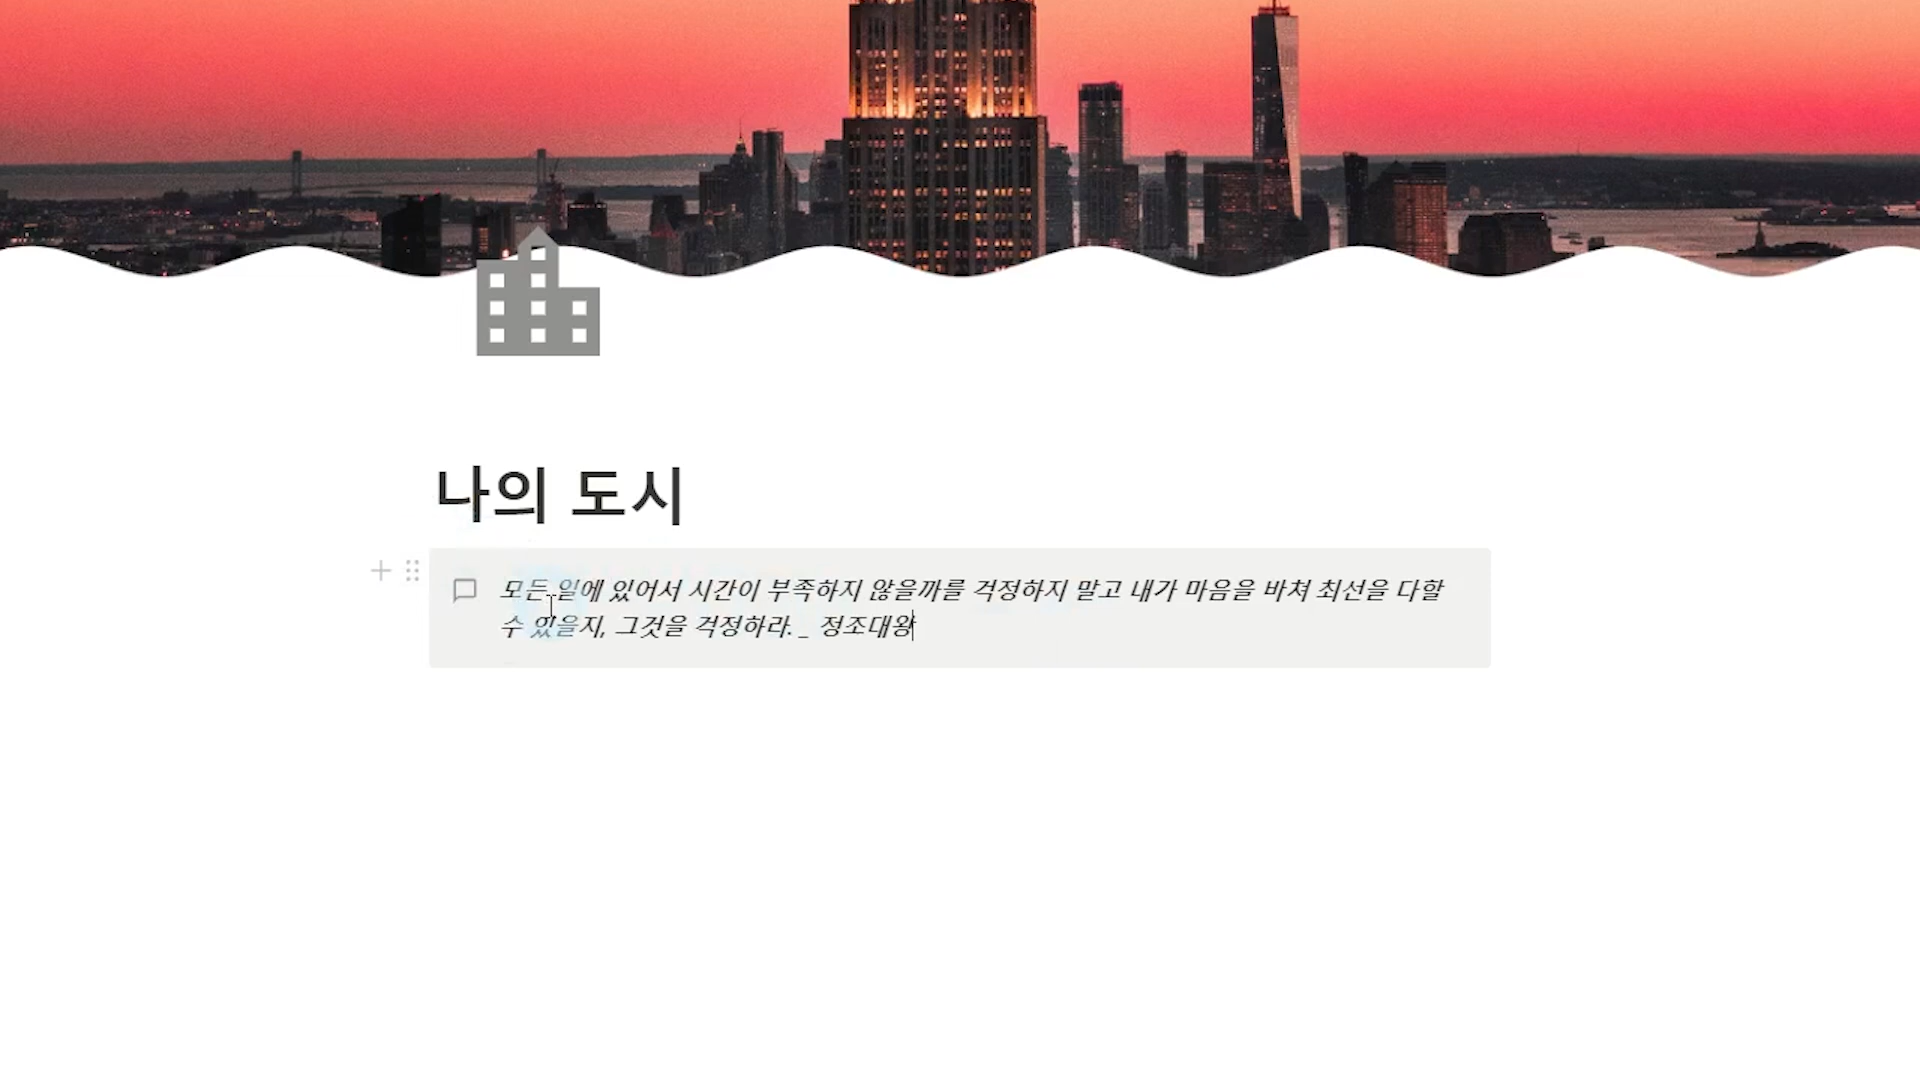 나의 도시
모든 일에 있어서 시간이 부족하지 않을까를 걱정하지 말고 내가 마음을 바쳐 최선을 다할
수 있을지, 그것을 걱정하라. _ 정조대왕